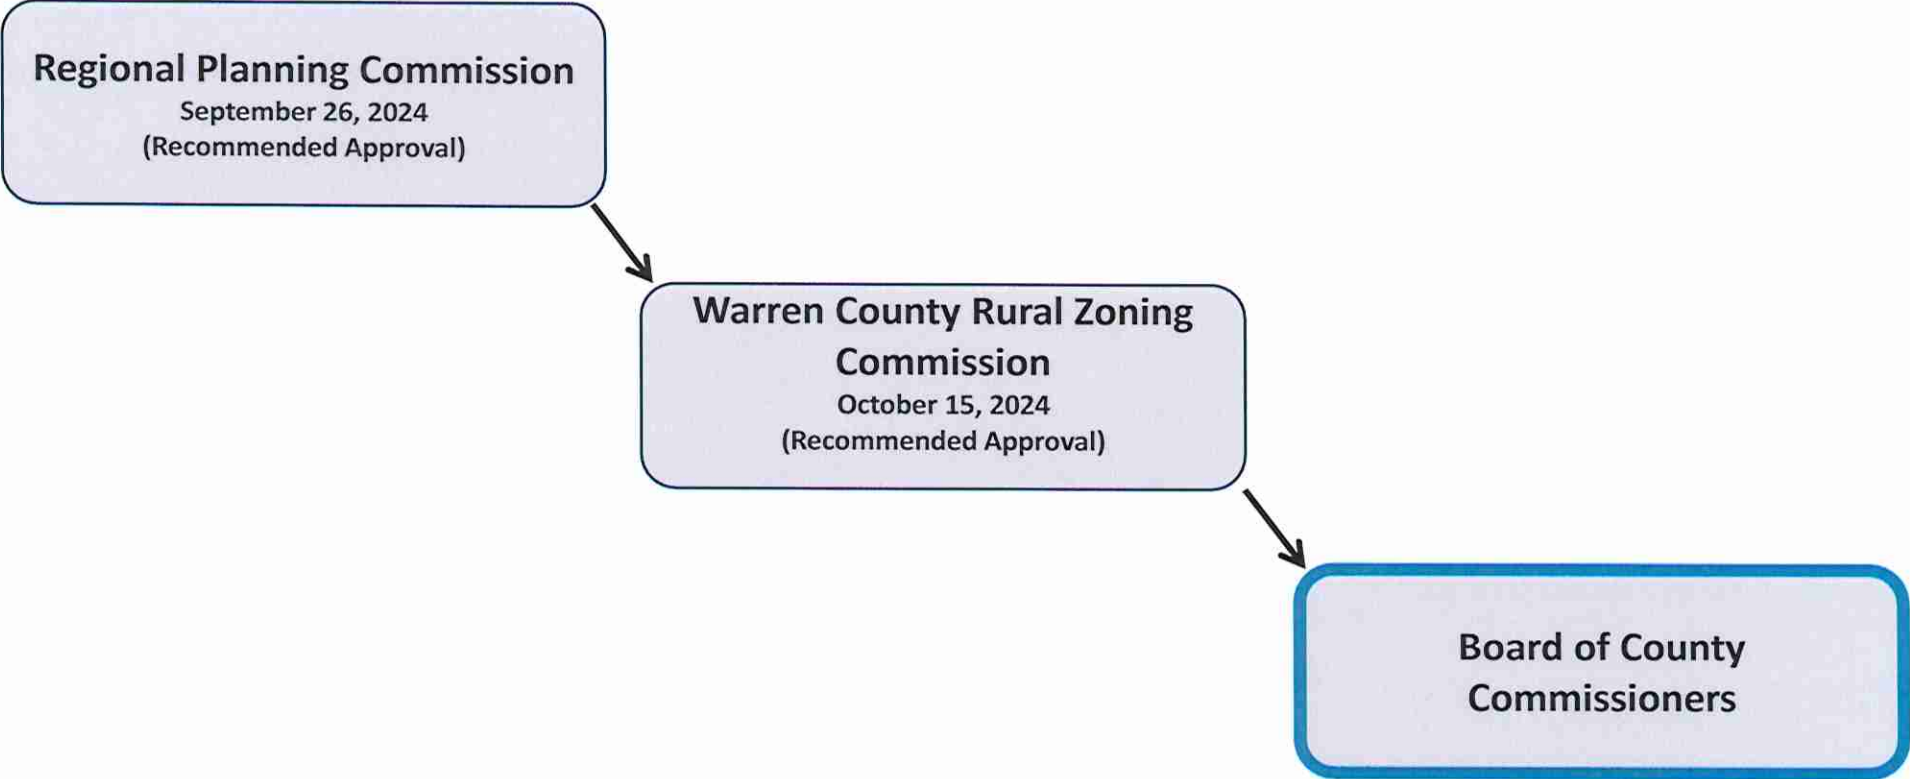 Regional Planning Commission
September 26, 2024
(Recommended Approval)
Warren County Rural Zoning
Commission
October 15, 2024
(Recommended Approval)
Board of County
Commissioners